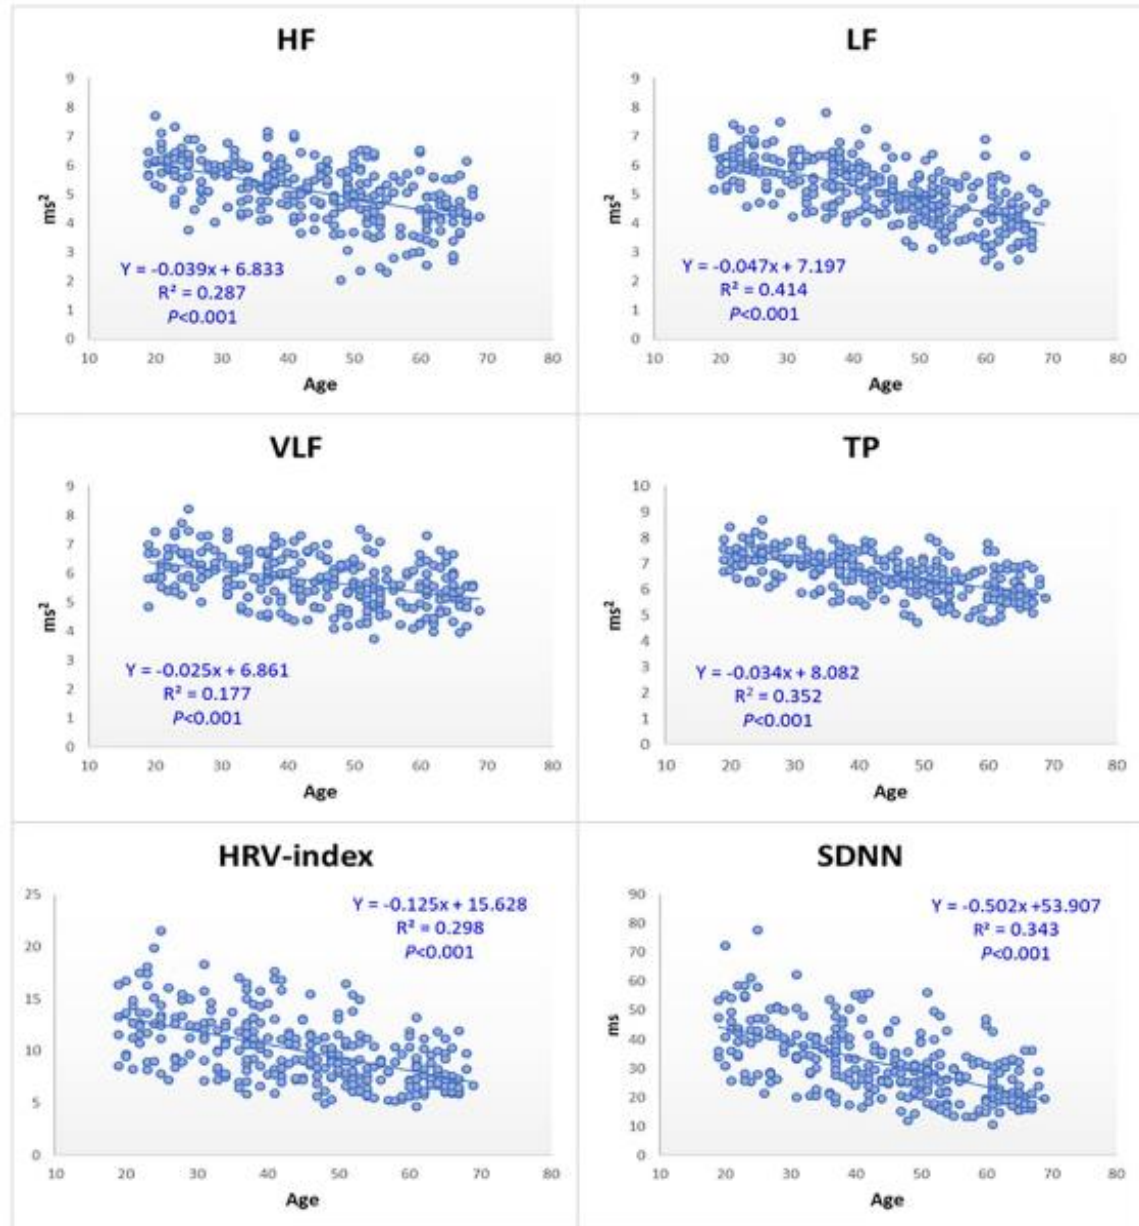 HF
9
8
7
6
5
4
3
2
1
0
ms²
Y = -0.039x + 6.833
R² = 0.287
P<0.001
10 20 30 40 50 60 70 80
Age
LF
9
8
7
6
5
4
3
2
1
0
ms²
Y = -0.047x + 7.197
R² = 0.414
P<0.001
10 20 30 40 50 60 70 80
Age
VLF
9
8
7
6
5
4
3
2
1
0
ms²
Y = -0.025x + 6.861
R² = 0.177
P<0.001
10 20 30 40 50 60 70 80
Age
TP
10
9
8
7
6
5
4
3
2
1
0
ms²
Y = -0.034x + 8.082
R² = 0.352
P<0.001
10 20 30 40 50 60 70 80
Age
HRV-index
25
20
15
10
5
0
Y = -0.125x + 15.628
R² = 0.298
P<0.001
10 20 30 40 50 60 70 80
Age
SDNN
90
80
70
60
50
40
30
20
10
0
ms
Y = -0.502x +53.907
R² = 0.343
P<0.001
10 20 30 40 50 60 70 80
Age